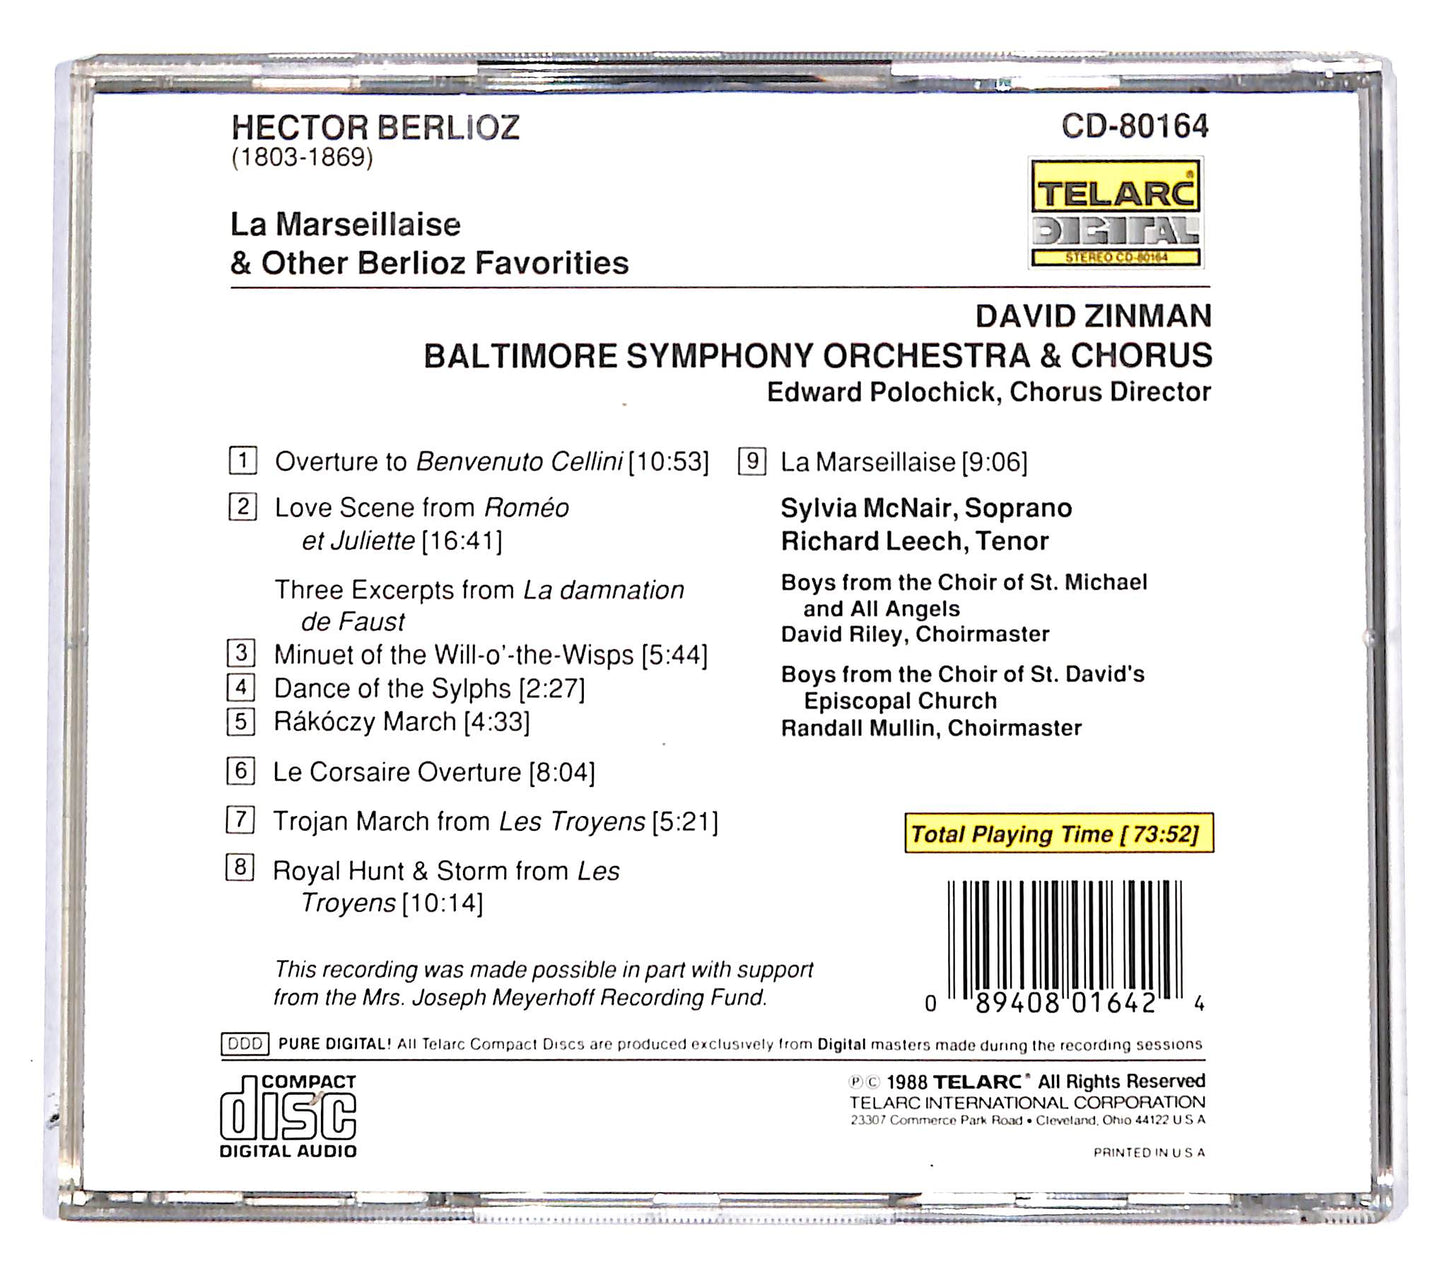 HECTOR BERLIOZ
(1803-1869)
CD-80164
TELARC®
DIGITAL
STEREO CD-80164
La Marseillaise
& Other Berlioz Favorities
DAVID ZINMAN
BALTIMORE SYMPHONY ORCHESTRA & CHORUS
Edward Polochick, Chorus Director
1 Overture to Benvenuto Cellini [10:53]
2 Love Scene from Roméo
et Juliette [16:41]
Three Excerpts from La damnation
de Faust
3 Minuet of the Will-o'-the-Wisps [5:44]
4 Dance of the Sylphs [2:27]
5 Rákóczy March [4:33]
6 Le Corsaire Overture [8:04]
7 Trojan March from Les Troyens [5:21]
8 Royal Hunt & Storm from Les
Troyens [10:14]
9 La Marseillaise [9:06]
Sylvia McNair, Soprano
Richard Leech, Tenor
Boys from the Choir of St. Michael
and All Angels
David Riley, Choirmaster
Boys from the Choir of St. David's
Episcopal Church
Randall Mullin, Choirmaster
Total Playing Time [ 73:52]
0 89408 01642 4
This recording was made possible in part with support
from the Mrs. Joseph Meyerhoff Recording Fund.
DDD PURE DIGITAL! All Telarc Compact Discs are produced exclusively from Digital masters made during the recording sessions
COMPACT
disc
DIGITAL AUDIO
℗ © 1988 TELARC® All Rights Reserved
TELARC INTERNATIONAL CORPORATION
23307 Commerce Park Road • Cleveland, Ohio 44122 U S A
PRINTED IN U S A